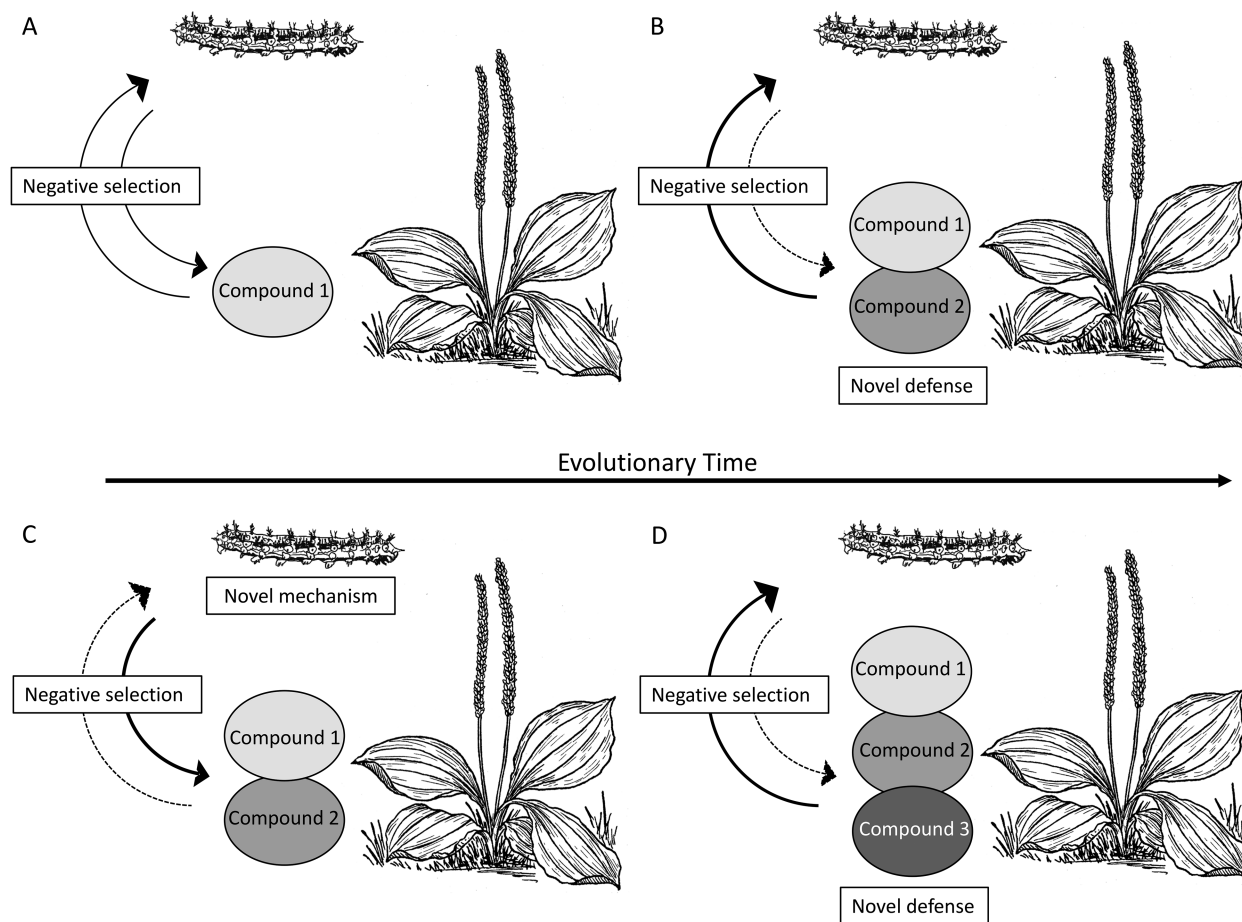 A
Negative selection
Compound 1
B
Negative selection
Compound 1
Compound 2
Novel defense
Evolutionary Time
C
Novel mechanism
Negative selection
Compound 1
Compound 2
D
Negative selection
Compound 1
Compound 2
Compound 3
Novel defense